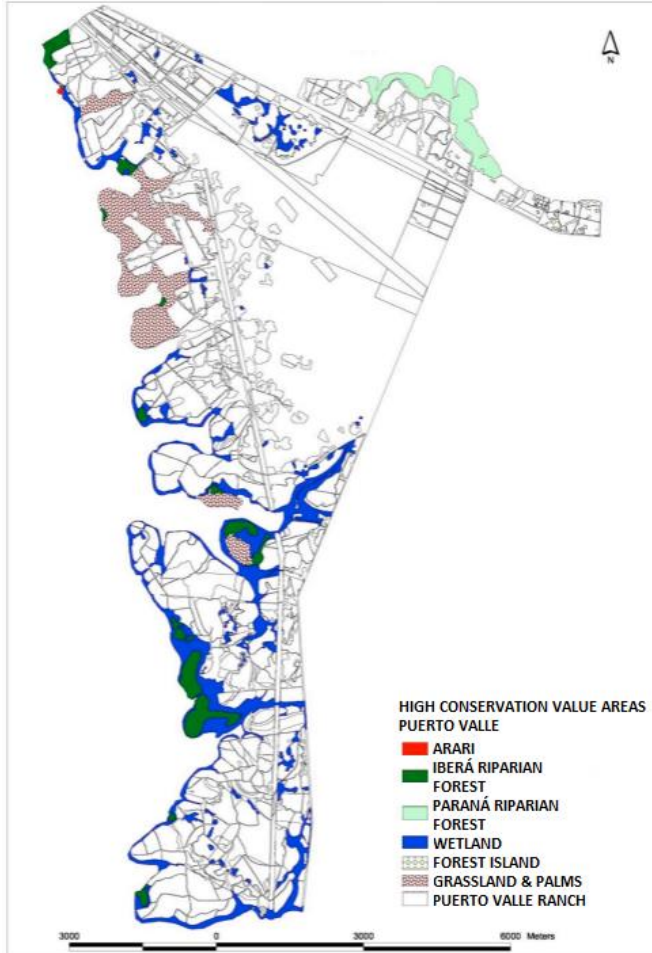 N
HIGH CONSERVATION VALUE AREAS
PUERTO VALLE
ARARI
IBERÁ RIPARIAN
FOREST
PARANÁ RIPARIAN
FOREST
WETLAND
FOREST ISLAND
GRASSLAND & PALMS
PUERTO VALLE RANCH
3000 0 3000 6000 Meters